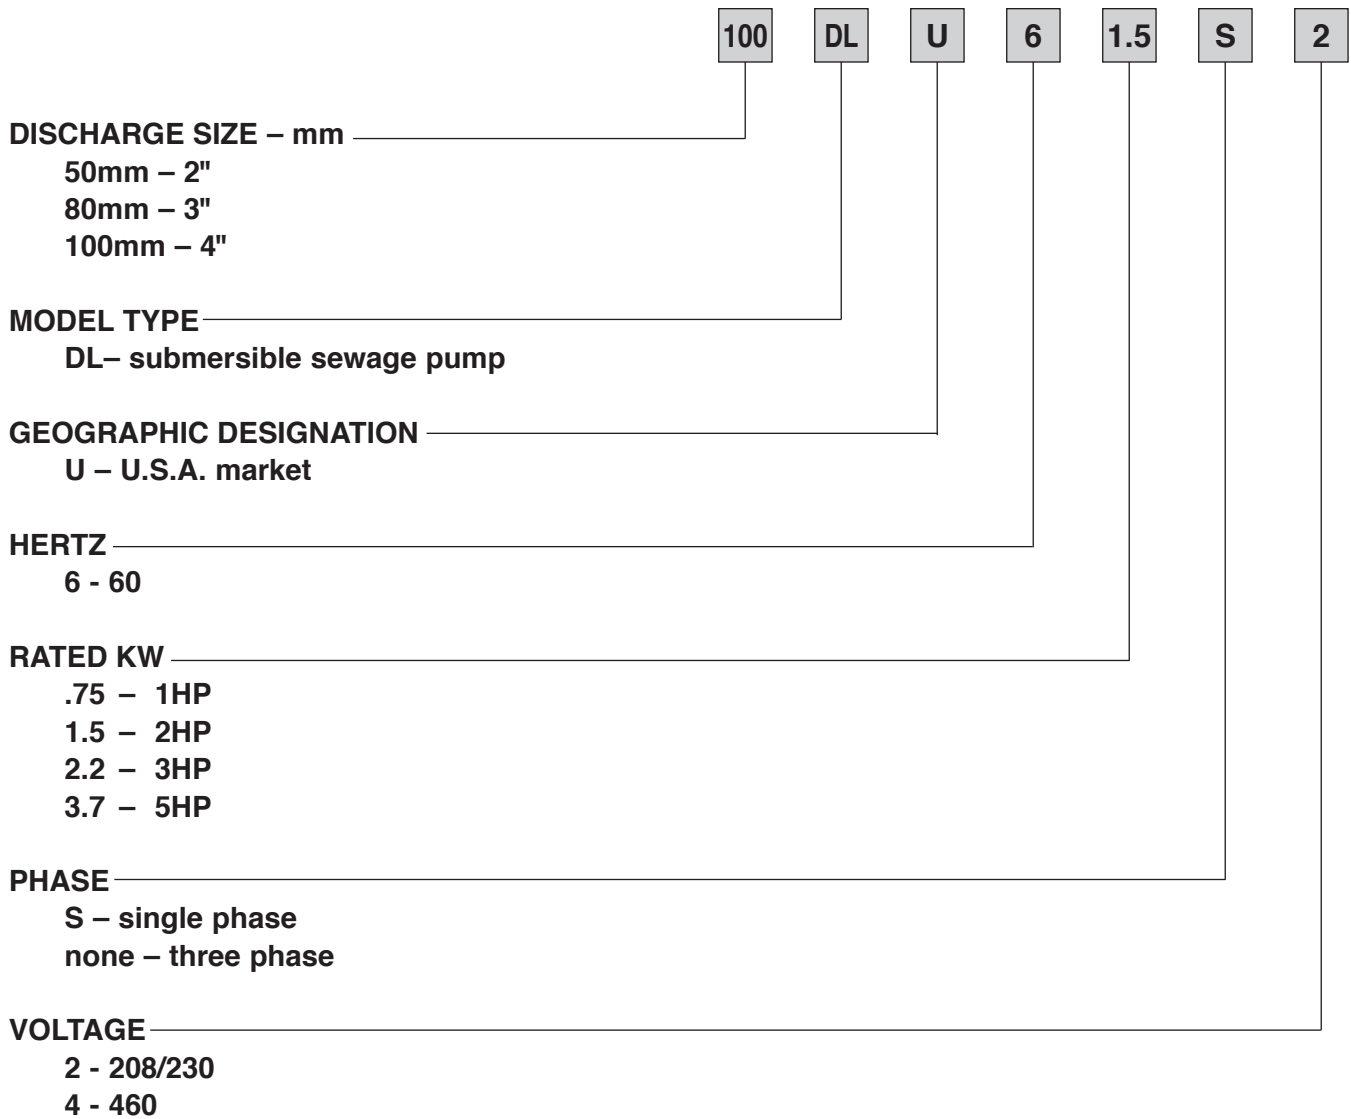 100 DL U 6 1.5 S 2
DISCHARGE SIZE – mm
50mm – 2"
80mm – 3"
100mm – 4"
MODEL TYPE
DL– submersible sewage pump
GEOGRAPHIC DESIGNATION
U – U.S.A. market
HERTZ
6 - 60
RATED KW
.75 – 1HP
1.5 – 2HP
2.2 – 3HP
3.7 – 5HP
PHASE
S – single phase
none – three phase
VOLTAGE
2 - 208/230
4 - 460